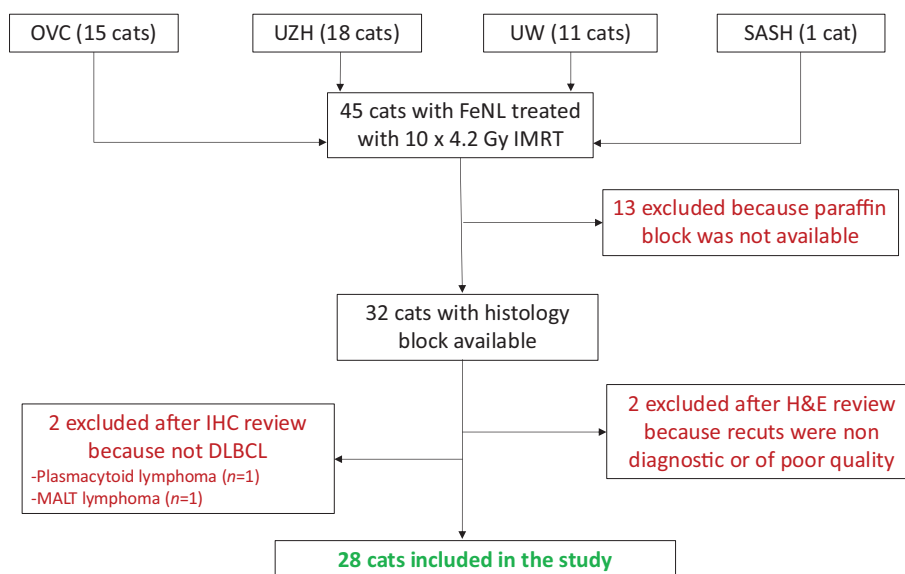 OVC (15 cats)
UZH (18 cats)
UW (11 cats)
SASH (1 cat)
45 cats with FeNL treated
with 10 x 4.2 Gy IMRT
13 excluded because paraffin
block was not available
32 cats with histology
block available
2 excluded after IHC review
because not DLBCL
-Plasmacytoid lymphoma (n=1)
-MALT lymphoma (n=1)
2 excluded after H&E review
because recuts were non
diagnostic or of poor quality
28 cats included in the study